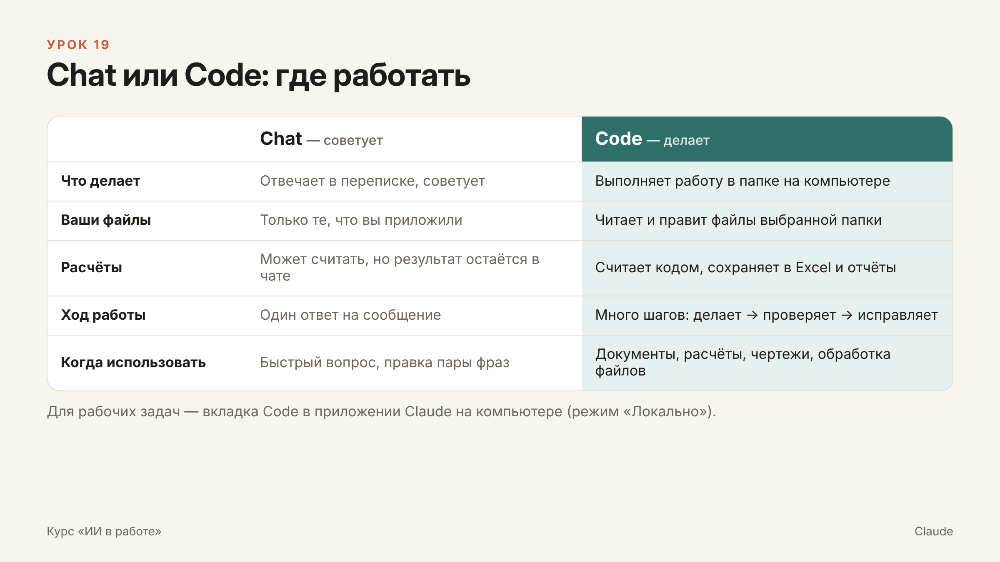 УРОК 19
Chat или Code: где работать
Chat — советует
Code — делает
Что делает
Отвечает в переписке, советует
Выполняет работу в папке на компьютере
Ваши файлы
Только те, что вы приложили
Читает и правит файлы выбранной папки
Расчёты
Может считать, но результат остаётся в
чате
Считает кодом, сохраняет в Excel и отчёты
Ход работы
Один ответ на сообщение
Много шагов: делает → проверяет → исправляет
Когда использовать
Быстрый вопрос, правка пары фраз
Документы, расчёты, чертежи, обработка
файлов
Для рабочих задач — вкладка Code в приложении Claude на компьютере (режим «Локально»).
Курс «ИИ в работе»
Claude